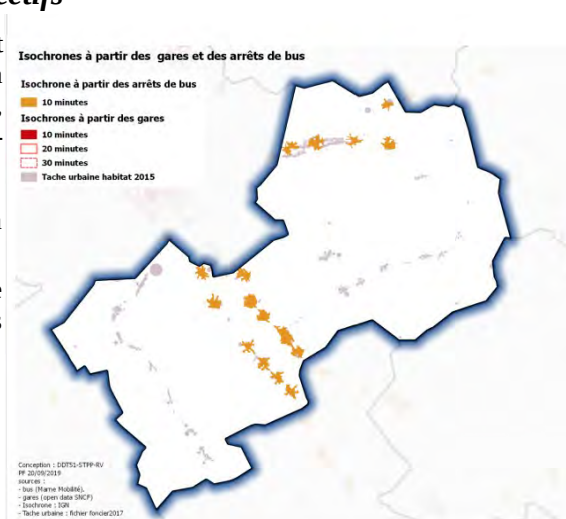 ectifs
Isochrones à partir des gares et des arrêts de bus
Isochrone à partir des arrêts de bus
10 minutes
Isochrones à partir des gares
10 minutes
20 minutes
30 minutes
Tache urbaine habitat 2015
Conception : DDT51-STPP-RV
PF 20/09/2019
sources :
- bus (Marne Mobilité),
- gares (open data SNCF)
- Isochrone : IGN
- Tache urbaine : fichier foncier2017